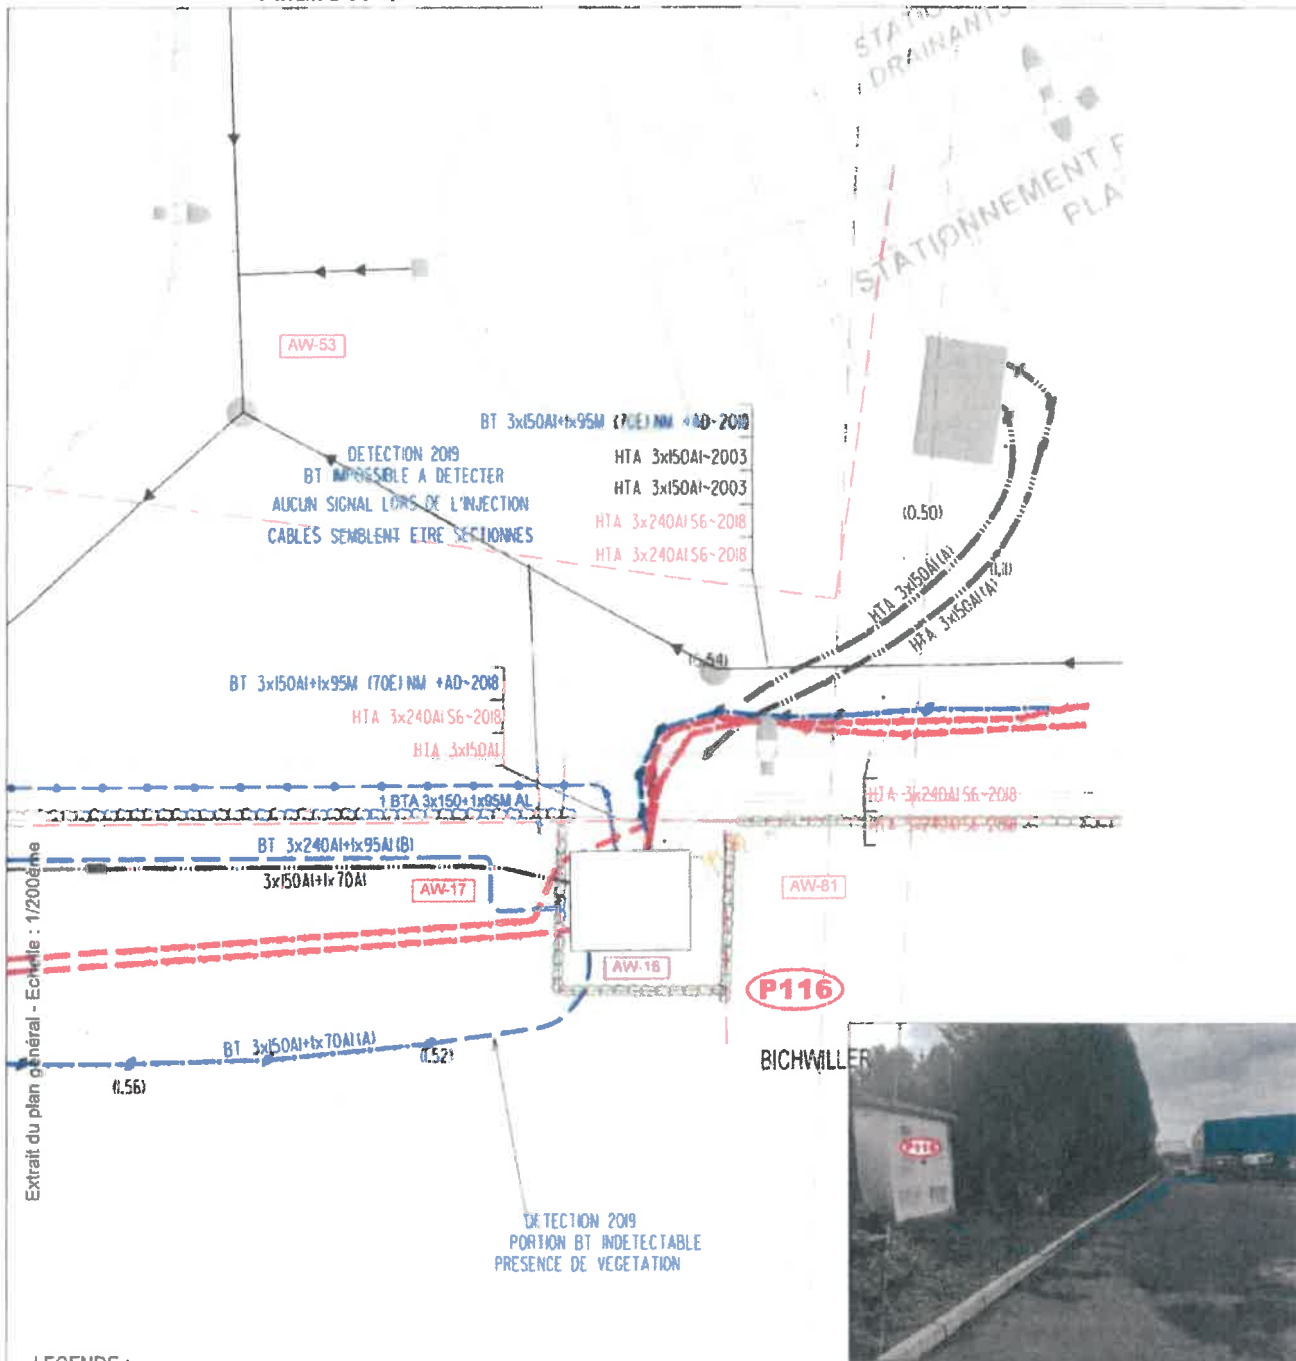 DRAINANTS
STATIONNEMENT
AW-53
BT 3x150Al+1x95M (70E) NM +AD~2018
HTA 3x150Al~2003
HTA 3x150Al~2003
HTA 3x240Al S6~2018
HTA 3x240Al S6~2018
DETECTION 2019
BT IMPOSSIBLE A DETECTER
AUCUN SIGNAL LORS DE L'INJECTION
CABLES SEMBLENT ETRE SECTIONNES
(0.50)
HTA 3x150Al(A)
HTA 3x150Al(A)
BT 3x150Al+1x95M (70E) NM +AD~2018
HTA 3x240Al S6~2018
HTA 3x150Al
HTA 3x240Al S6~2018
HTA 3x240Al S6~2018
1 BTA 3x150+1x95M AL
BT 3x240Al+1x95Al(B)
3x150Al+1x70Al
AW-17
AW-81
AW-16
P116
BT 3x150Al+1x70Al(A)
(1.52)
(1.56)
BICHWILLER
P116
DETECTION 2019
PORTION BT INDETECTABLE
PRESENCE DE VEGETATION
Extrait du plan général - Echelle : 1/200ème